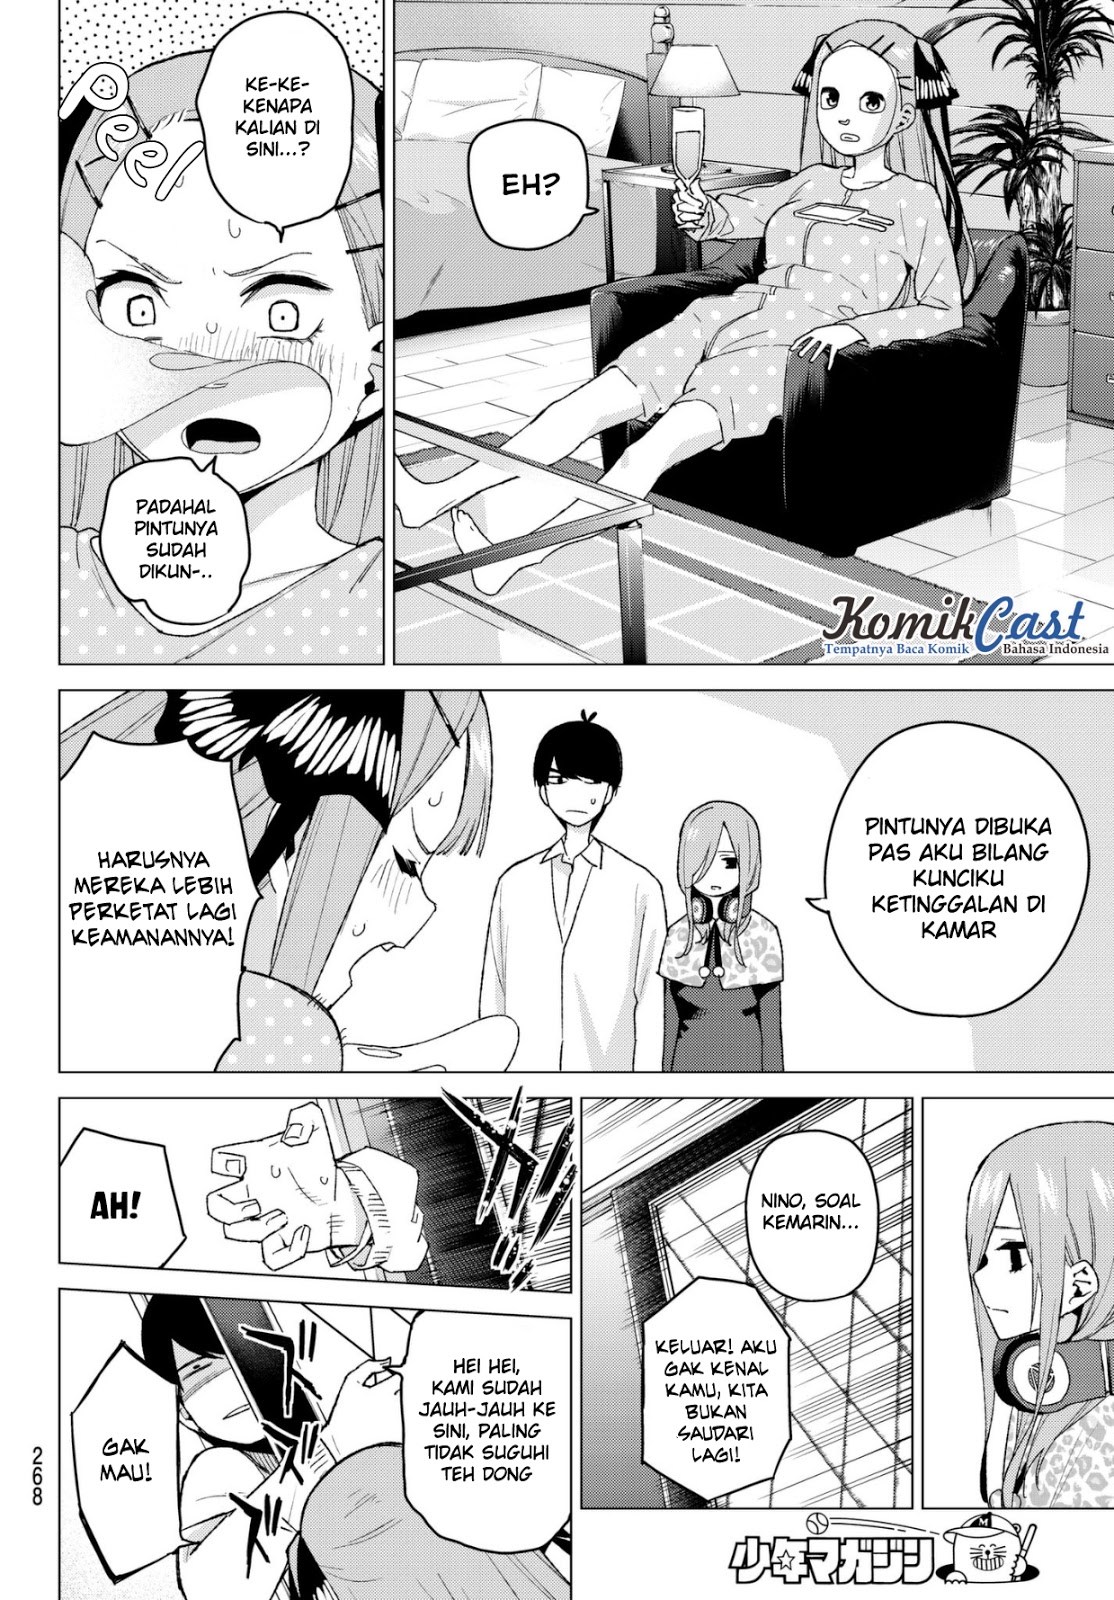 EH?
Peel
KE-KE-
KENAPA
KALIAN DI
SINI...?
PADAHAL
PINTUNYA
SUDAH
DIKUN-..
KomikCast
Tempatnya Baca Komik Bahasa Indonesia
PINTUNYA DIBUKA
PAS AKU BILANG
KUNCIKU
KETINGGALAN DI
KAMAR
HARUSNYA
MEREKA LEBIH
PERKETAT LAGI
KEAMANANNYA!
NINO, SOAL
KEMARIN...
KELUAR! AKU
GAK KENAL
KAMU, KITA
BUKAN
SAUDARI
LAGI!
AH!
HEI HEI,
KAMI SUDAH
JAUH-JAUH KE
SINI, PALING
TIDAK SUGUHI
TEH DONG
GAK
MAU!
268
少年マガジン
M